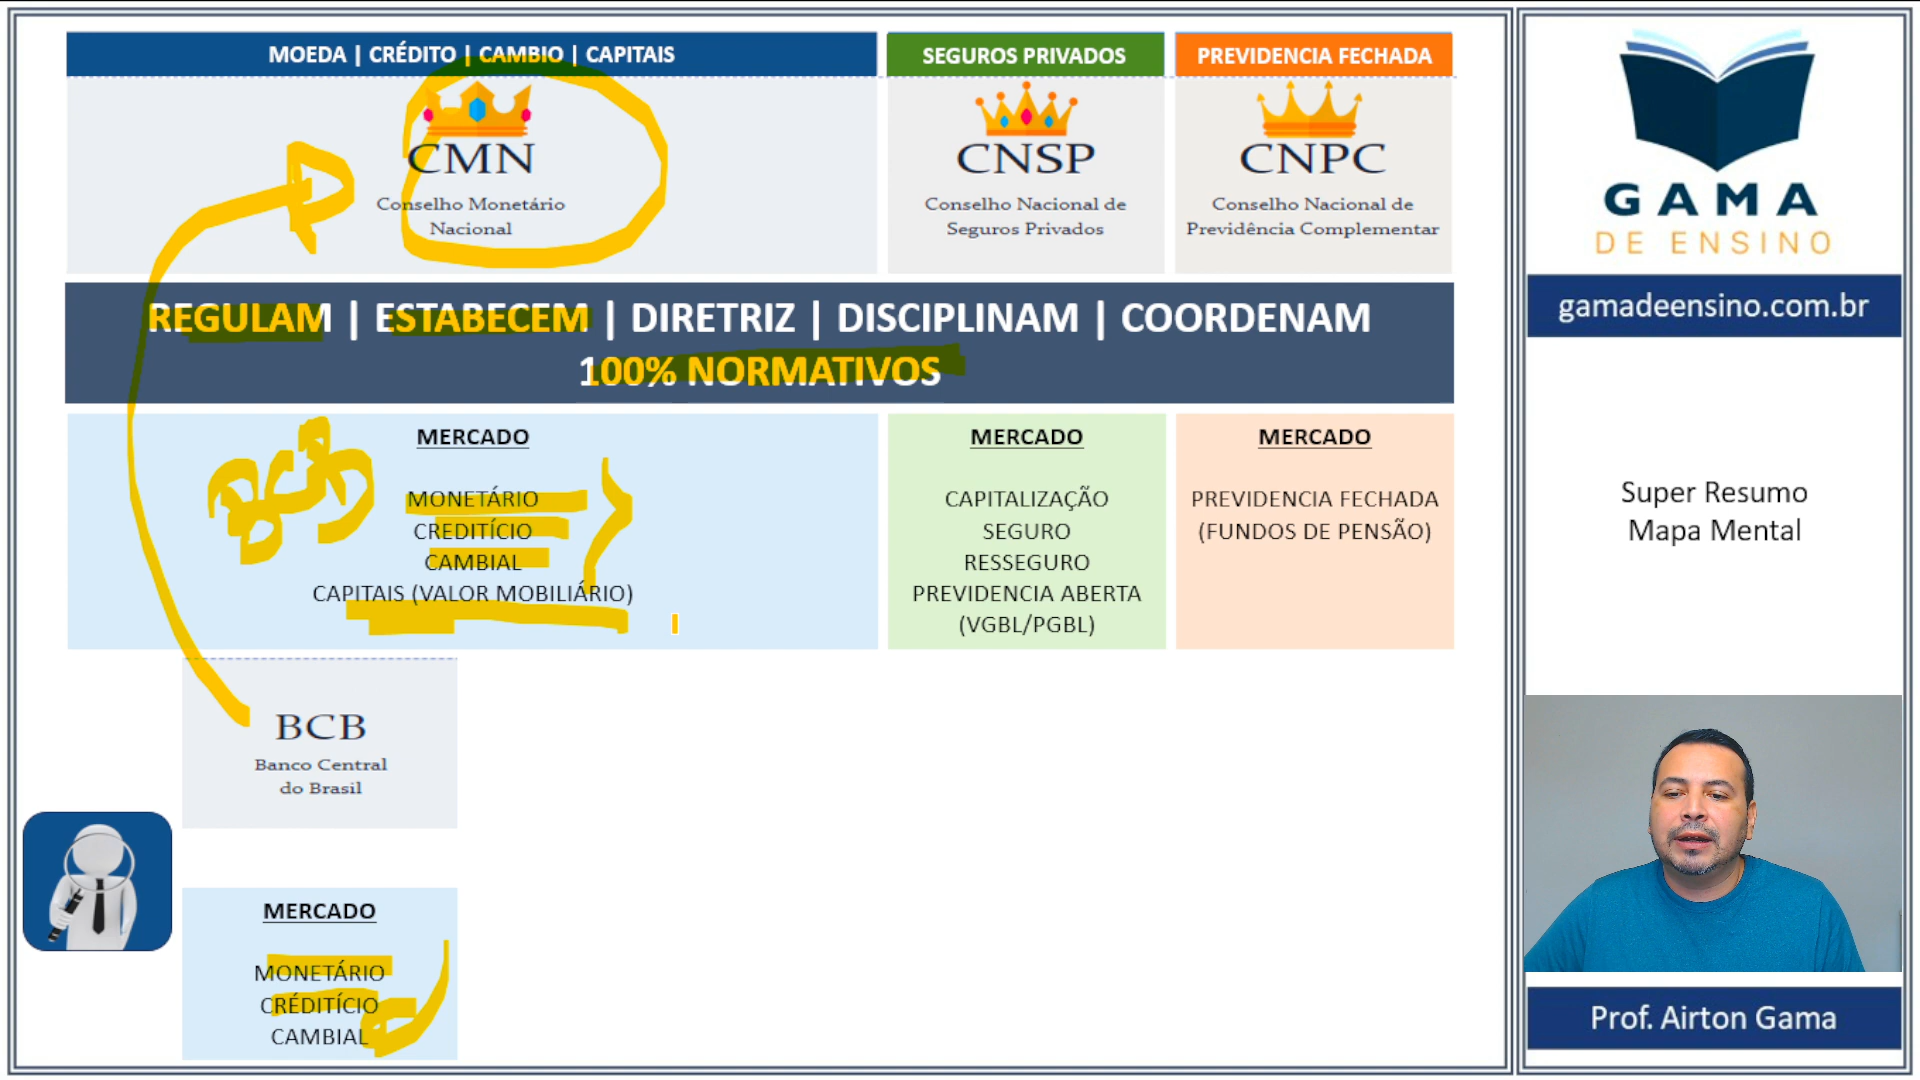 MOEDA | CRÉDITO | CAMBIO | CAPITAIS
SEGUROS PRIVADOS
PREVIDENCIA FECHADA
CMN
Conselho Monetário
Nacional
CNSP
Conselho Nacional de
Seguros Privados
CNPC
Conselho Nacional de
Previdência Complementar
REGULAM | ESTABECEM | DIRETRIZ | DISCIPLINAM | COORDENAM
100% NORMATIVOS
MERCADO
MONETÁRIO
CREDITÍCIO
CAMBIAL
CAPITAIS (VALOR MOBILIÁRIO)
BCB
MERCADO
CAPITALIZAÇÃO
SEGURO
RESSEGURO
PREVIDENCIA ABERTA
(VGBL/PGBL)
MERCADO
PREVIDENCIA FECHADA
(FUNDOS DE PENSÃO)
BCB
Banco Central
do Brasil
MERCADO
MONETÁRIO
CRÉDITÍCIO
CAMBIAL
GAMA
DE ENSINO
gamadeensino.com.br
Super Resumo
Mapa Mental
Prof. Airton Gama